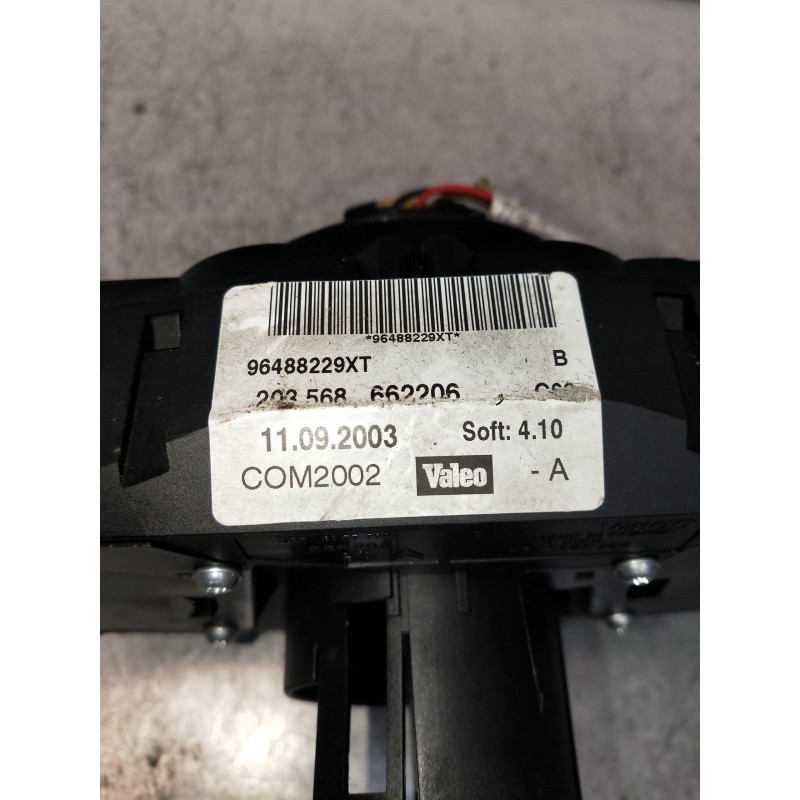 *96488229XT*
96488229XT B
203 568 662206
11.09.2003 Soft: 4.10
COM2002 Valeo - A